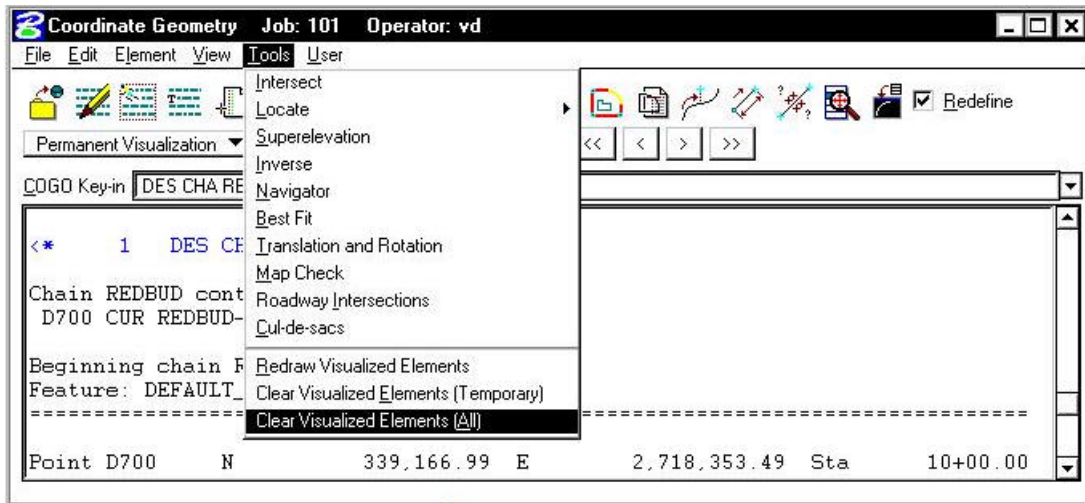 Coordinate Geometry Job: 101 Operator: vd
File Edit Element View Tools User
Intersect
Locate
Superelevation
Inverse
Navigator
Best Fit
Translation and Rotation
Map Check
Roadway Intersections
Cul-de-sacs
Redraw Visualized Elements
Clear Visualized Elements (Temporary)
Clear Visualized Elements (All)
Redefine
Permanent Visualization
<< < > >>
COGO Key-in DES CHA RE
<* 1 DES CH
Chain REDBUD cont
D700 CUR REDBUD-
Beginning chain R
Feature: DEFAULT_
Point D700 N 339,166.99 E 2,718,353.49 Sta 10+00.00